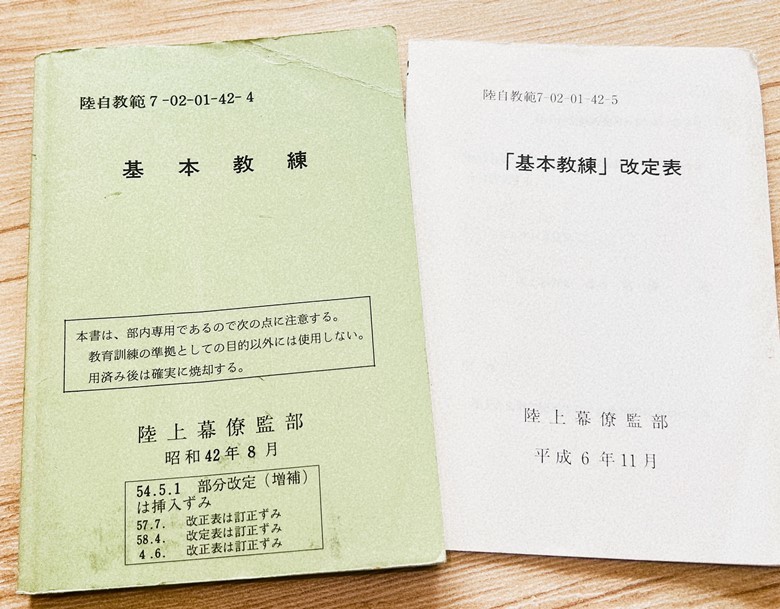 陸自教範7-02-01-42-4
基本教練
本書は、部内専用であるので次の点に注意する。
教育訓練の準拠としての目的以外には使用しない。
用済み後は確実に焼却する。
陸上幕僚監部
昭和42年8月
54.5.1 部分改定(増補)
は挿入ずみ
57.7. 改正表は訂正ずみ
58.4. 改定表は訂正ずみ
4.6. 改正表は訂正ずみ
陸自教範7-02-01-42-5
「基本教練」改定表
陸上幕僚監部
平成6年11月